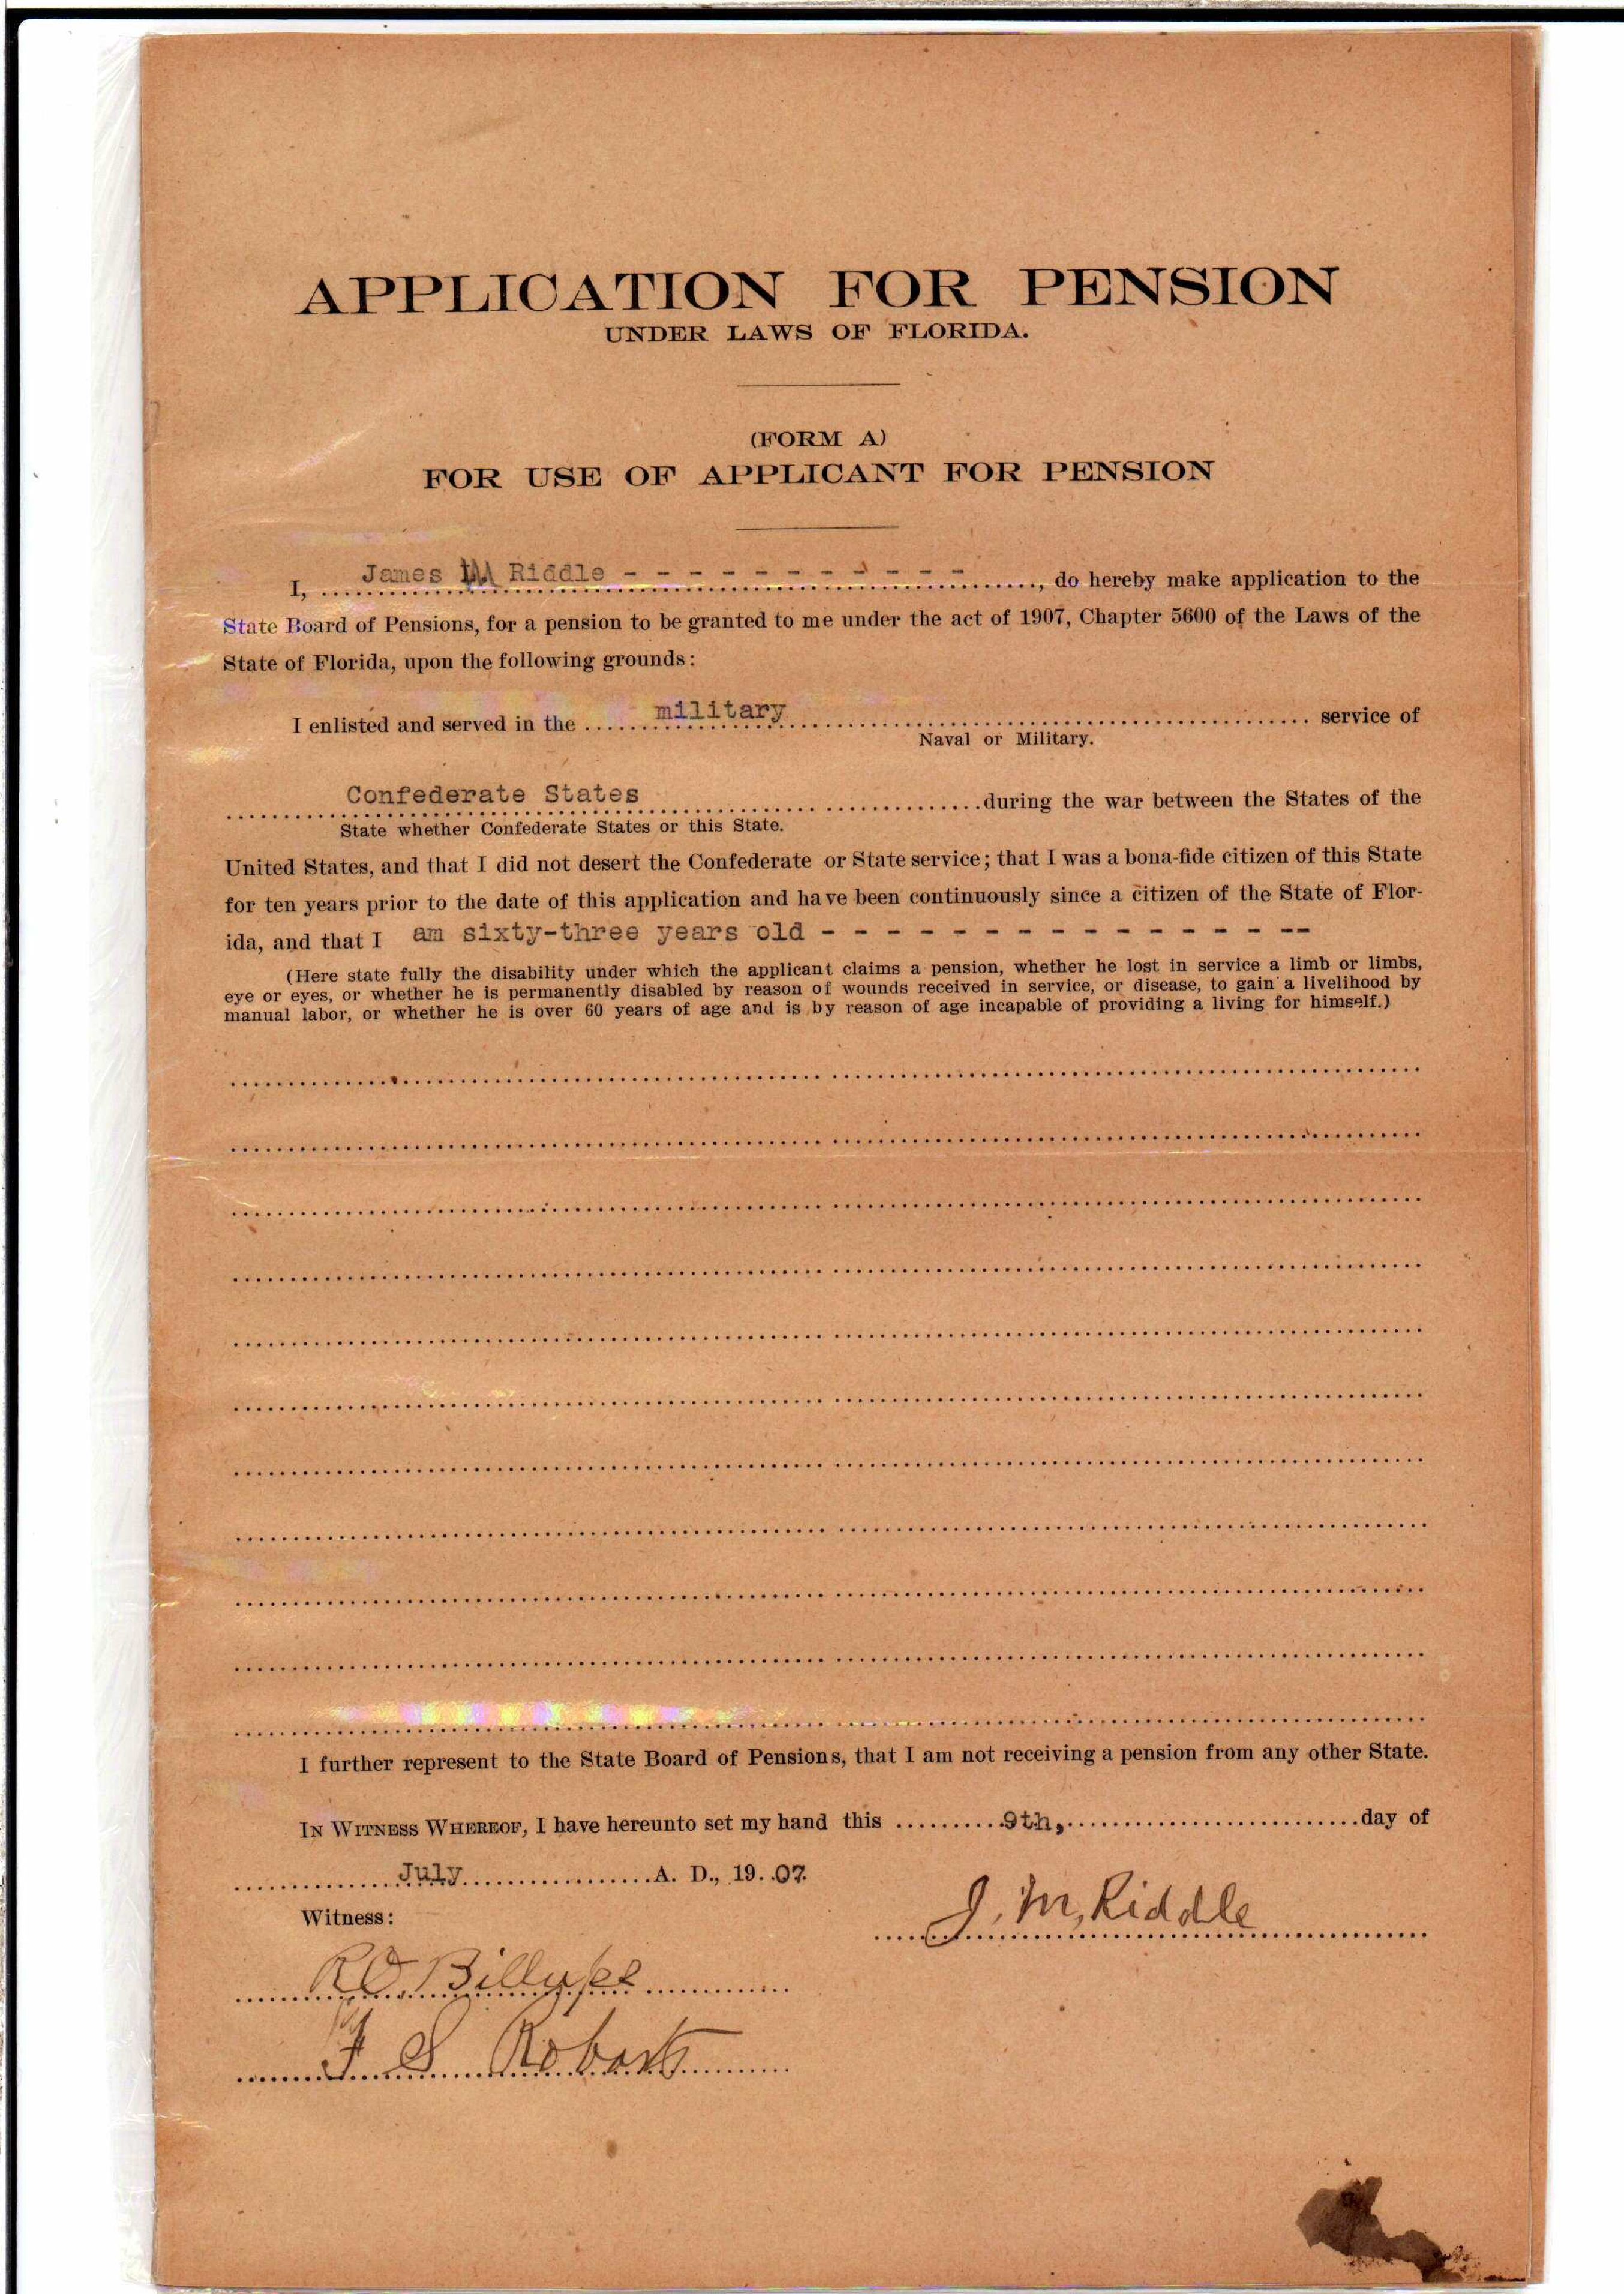 APPLICATION FOR PENSION
UNDER LAWS OF FLORIDA.
(FORM A)
FOR USE OF APPLICANT FOR PENSION
I, James M Riddle - - - - - - - - - - - , do hereby make application to the
State Board of Pensions, for a pension to be granted to me under the act of 1907, Chapter 5600 of the Laws of the
State of Florida, upon the following grounds:
I enlisted and served in the military service of
Naval or Military.
Confederate States during the war between the States of the
State whether Confederate States or this State.
United States, and that I did not desert the Confederate or State service; that I was a bona-fide citizen of this State
for ten years prior to the date of this application and have been continuously since a citizen of the State of Flor-
ida, and that I am sixty-three years old - - - - - - - - - - - - - - --
(Here state fully the disability under which the applicant claims a pension, whether he lost in service a limb or limbs,
eye or eyes, or whether he is permanently disabled by reason of wounds received in service, or disease, to gain a livelihood by
manual labor, or whether he is over 60 years of age and is by reason of age incapable of providing a living for himself.)
I further represent to the State Board of Pensions, that I am not receiving a pension from any other State.
IN WITNESS WHEREOF, I have hereunto set my hand this 9th, day of
July A. D., 19 07.
Witness:
J. M. Riddle
F S Robarts